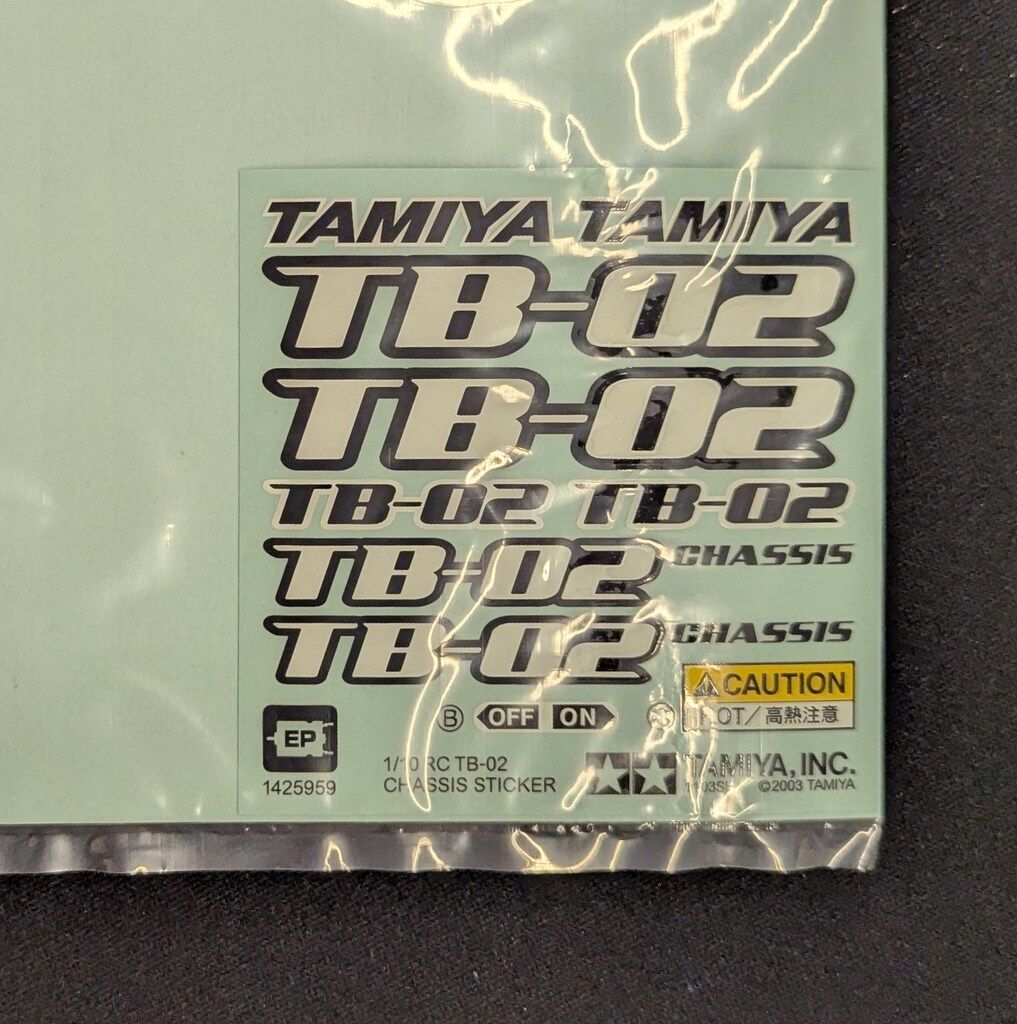 TAMIYA TAMIYA
TB-02
TB-02
TB-02 TB-02
TB-02 CHASSIS
TB-02 CHASSIS
CAUTION
HOT/高熱注意
B OFF ON
EP
1425959
1/10 RC TB-02
CHASSIS STICKER
TAMIYA, INC.
©2003 TAMIYA